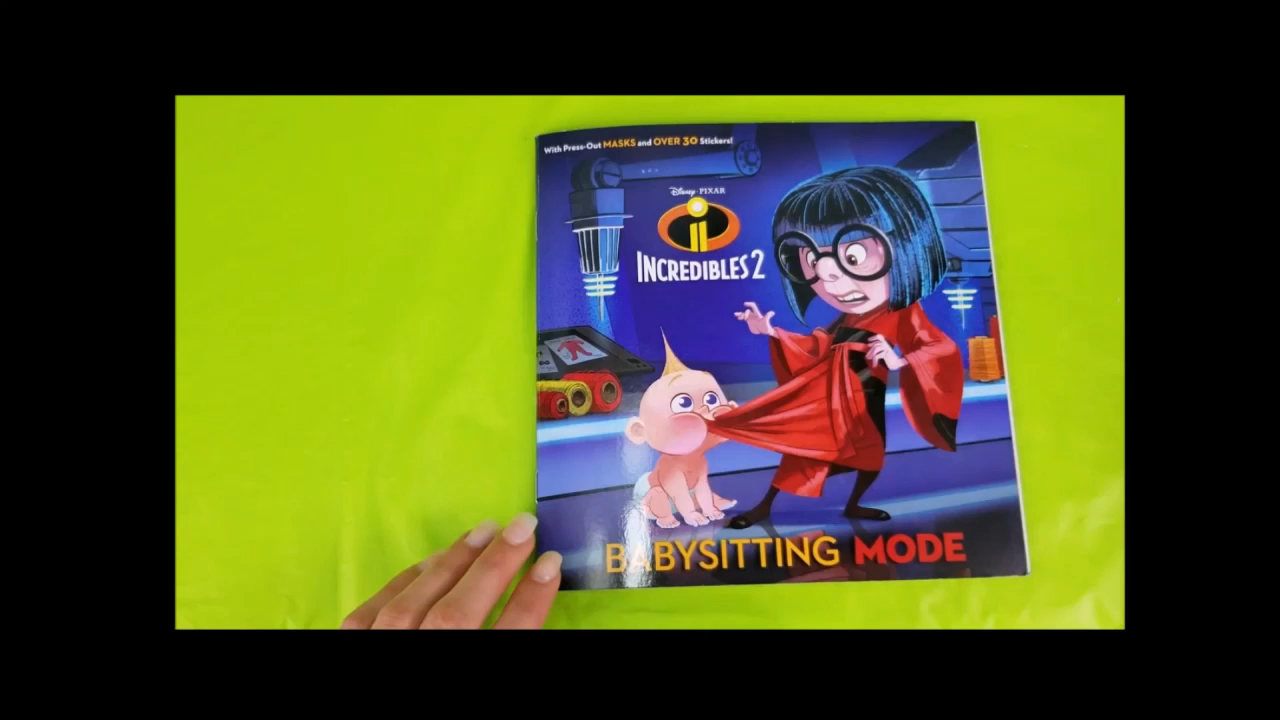 With Press-Out MASKS and OVER 30 Stickers!
Disney · PIXAR
INCREDIBLES 2
BABYSITTING MODE